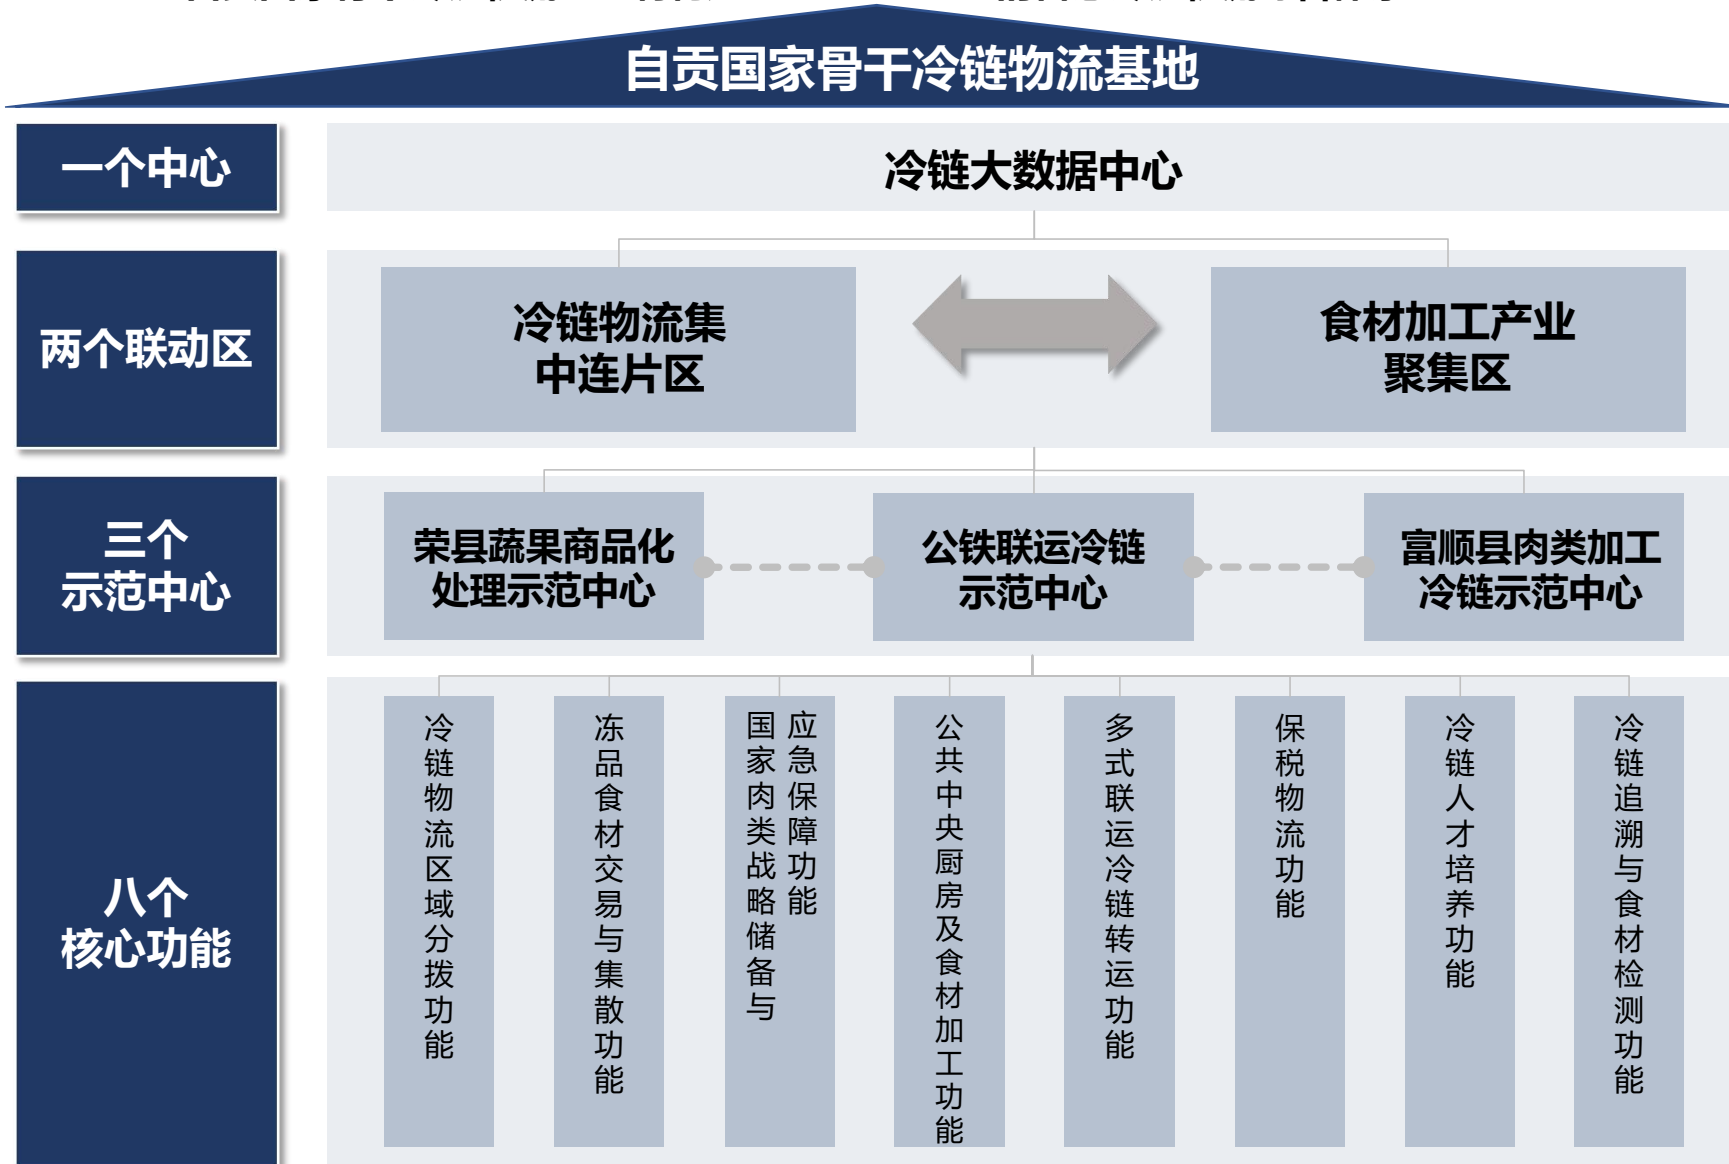 自贡国家骨干冷链物流基地
一个中心
冷链大数据中心
两个联动区
冷链物流集
中连片区
食材加工产业
聚集区
三个
示范中心
荣县蔬果商品化
处理示范中心
公铁联运冷链
示范中心
富顺县肉类加工
冷链示范中心
八个
核心功能
冷链物流区域分拨功能
冻品食材交易与集散功能
国家肉类战略储备与
应急保障功能
公共中央厨房及食材加工功能
多式联运冷链转运功能
保税物流功能
冷链人才培养功能
冷链追溯与食材检测功能